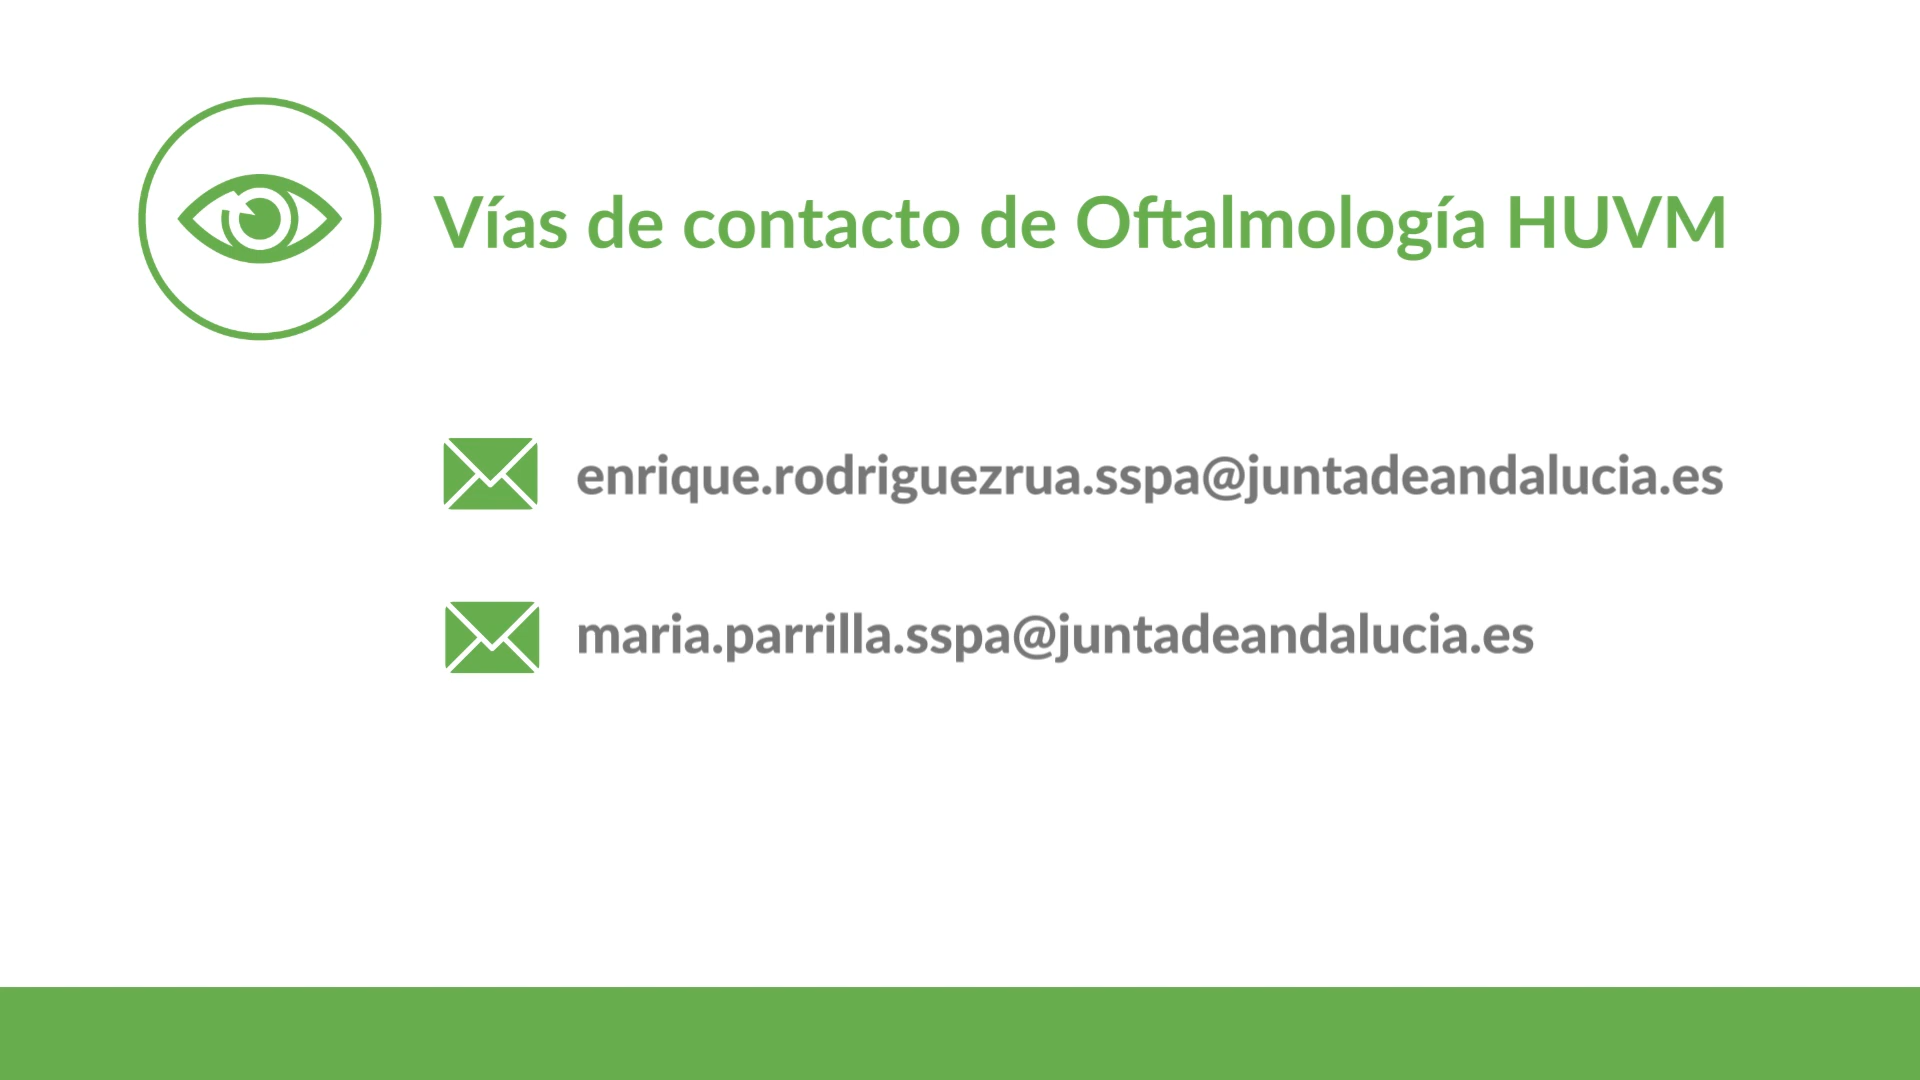 Vías de contacto de Oftalmología HUVM
enrique.rodriguezrua.sspa@juntadeandalucia.es
maria.parrilla.sspa@juntadeandalucia.es